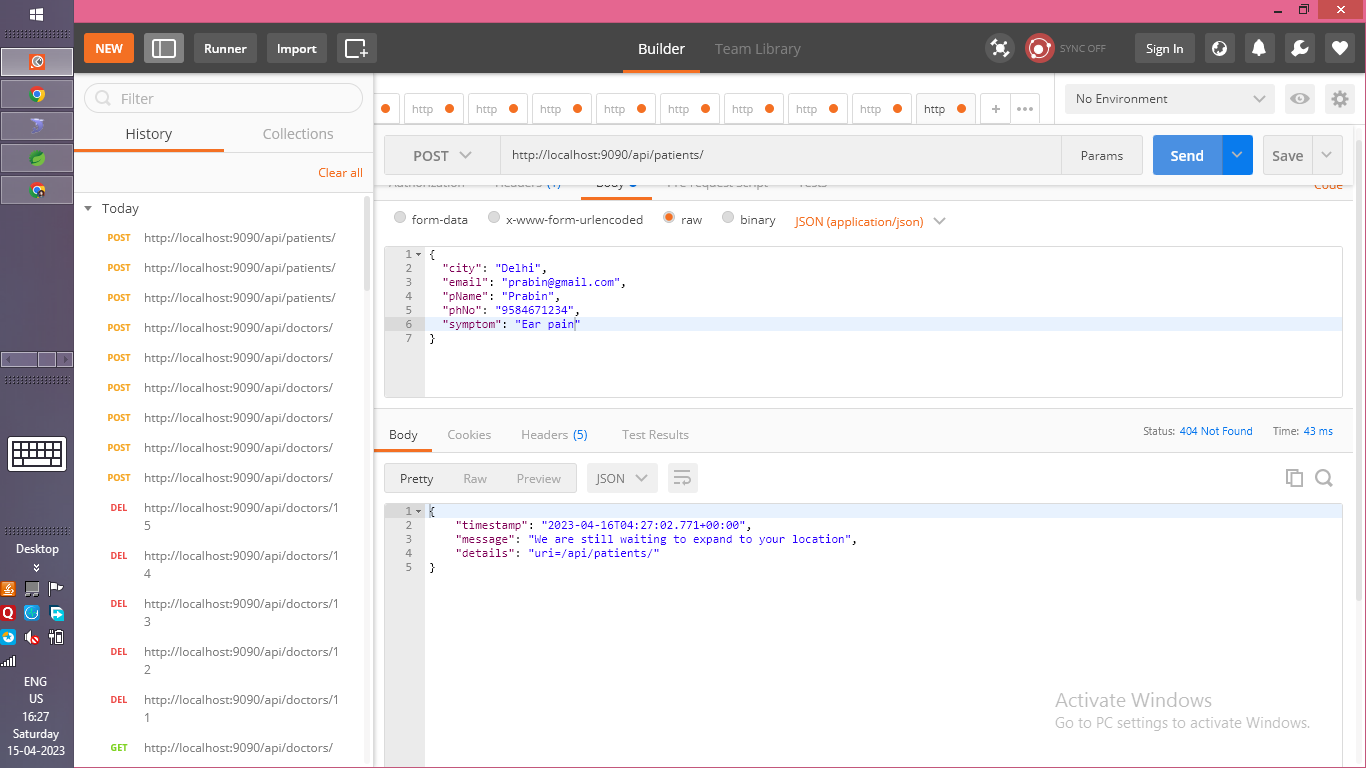 NEW
Runner
Import
Builder
Team Library
SYNC OFF
Sign In
Filter
History
Collections
Clear all
Today
POST http://localhost:9090/api/patients/
POST http://localhost:9090/api/patients/
POST http://localhost:9090/api/patients/
POST http://localhost:9090/api/doctors/
POST http://localhost:9090/api/doctors/
POST http://localhost:9090/api/doctors/
POST http://localhost:9090/api/doctors/
POST http://localhost:9090/api/doctors/
POST http://localhost:9090/api/doctors/
DEL http://localhost:9090/api/doctors/1
5
DEL http://localhost:9090/api/doctors/1
4
DEL http://localhost:9090/api/doctors/1
3
DEL http://localhost:9090/api/doctors/1
2
DEL http://localhost:9090/api/doctors/1
1
GET http://localhost:9090/api/doctors/
http http http http http http http http http + •••
No Environment
POST http://localhost:9090/api/patients/ Params Send Save
Authorization Headers (1) Body Pre-request Script Tests Code
form-data x-www-form-urlencoded raw binary JSON (application/json)
1 {
2 "city": "Delhi",
3 "email": "prabin@gmail.com",
4 "pName": "Prabin",
5 "phNo": "9584671234",
6 "symptom": "Ear pain"
7 }
Body Cookies Headers (5) Test Results Status: 404 Not Found Time: 43 ms
Pretty Raw Preview JSON
1 {
2 "timestamp": "2023-04-16T04:27:02.771+00:00",
3 "message": "We are still waiting to expand to your location",
4 "details": "uri=/api/patients/"
5 }
Activate Windows
Go to PC settings to activate Windows.
Desktop
ENG
US
16:27
Saturday
15-04-2023